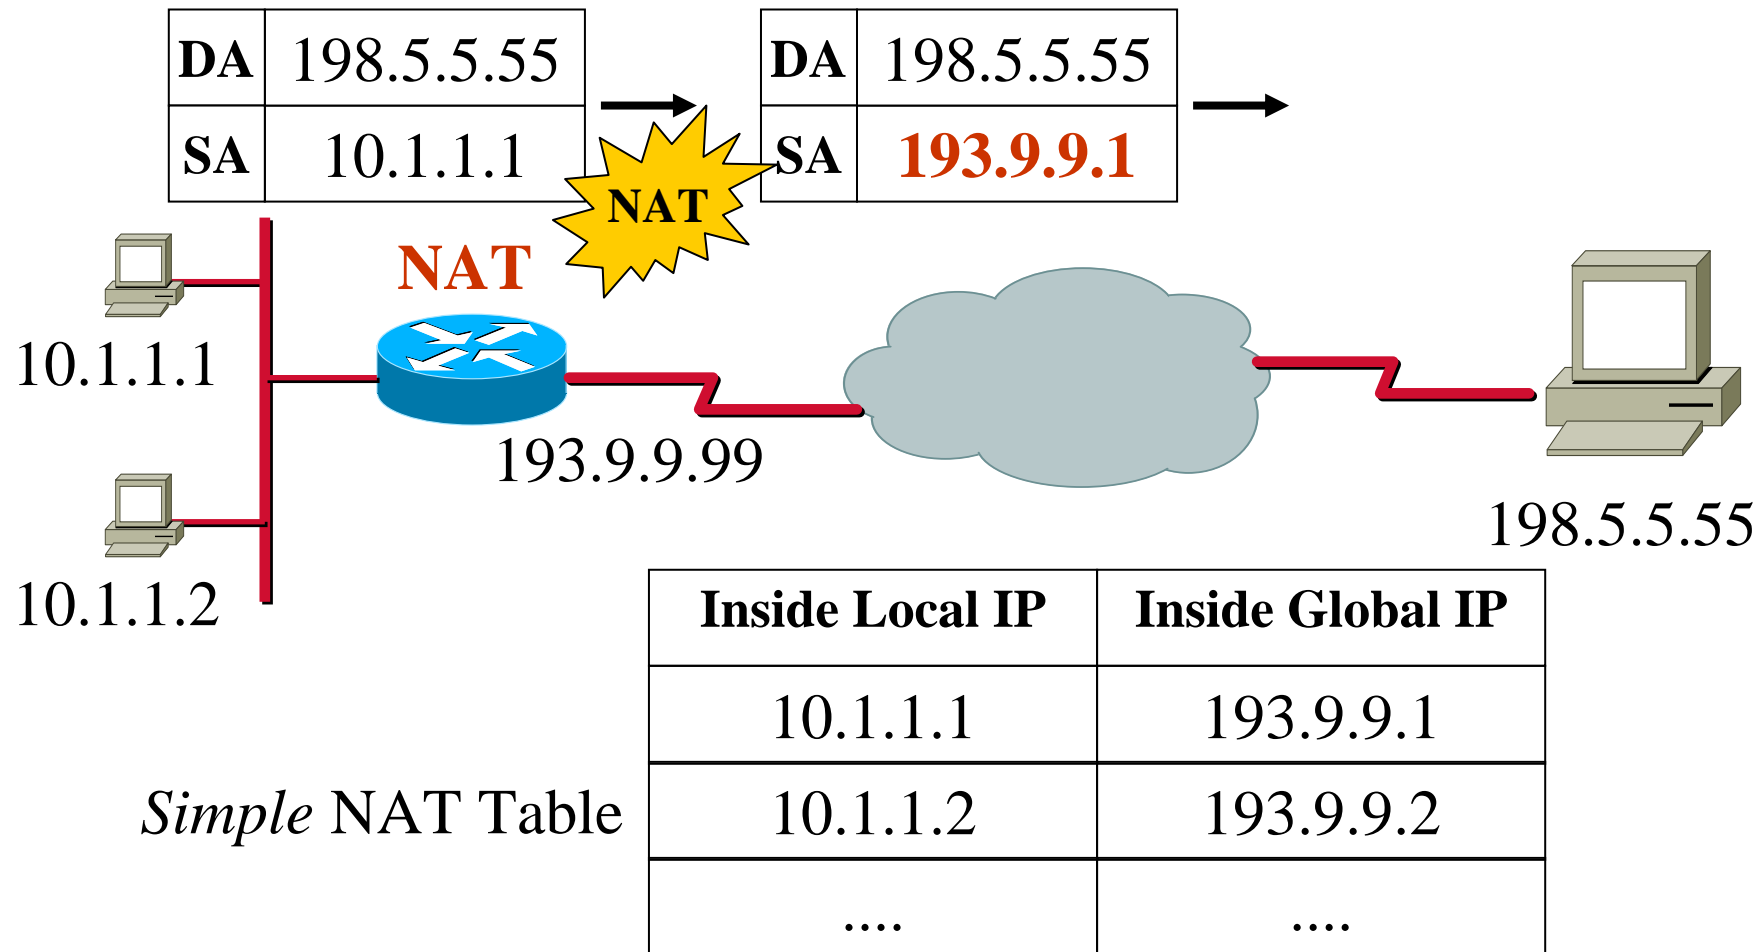 DA 198.5.5.55
SA 10.1.1.1
DA 198.5.5.55
SA 193.9.9.1
NAT
NAT
10.1.1.1
193.9.9.99
198.5.5.55
10.1.1.2
Inside Local IP Inside Global IP
10.1.1.1 193.9.9.1
Simple NAT Table
10.1.1.2 193.9.9.2
.... ....